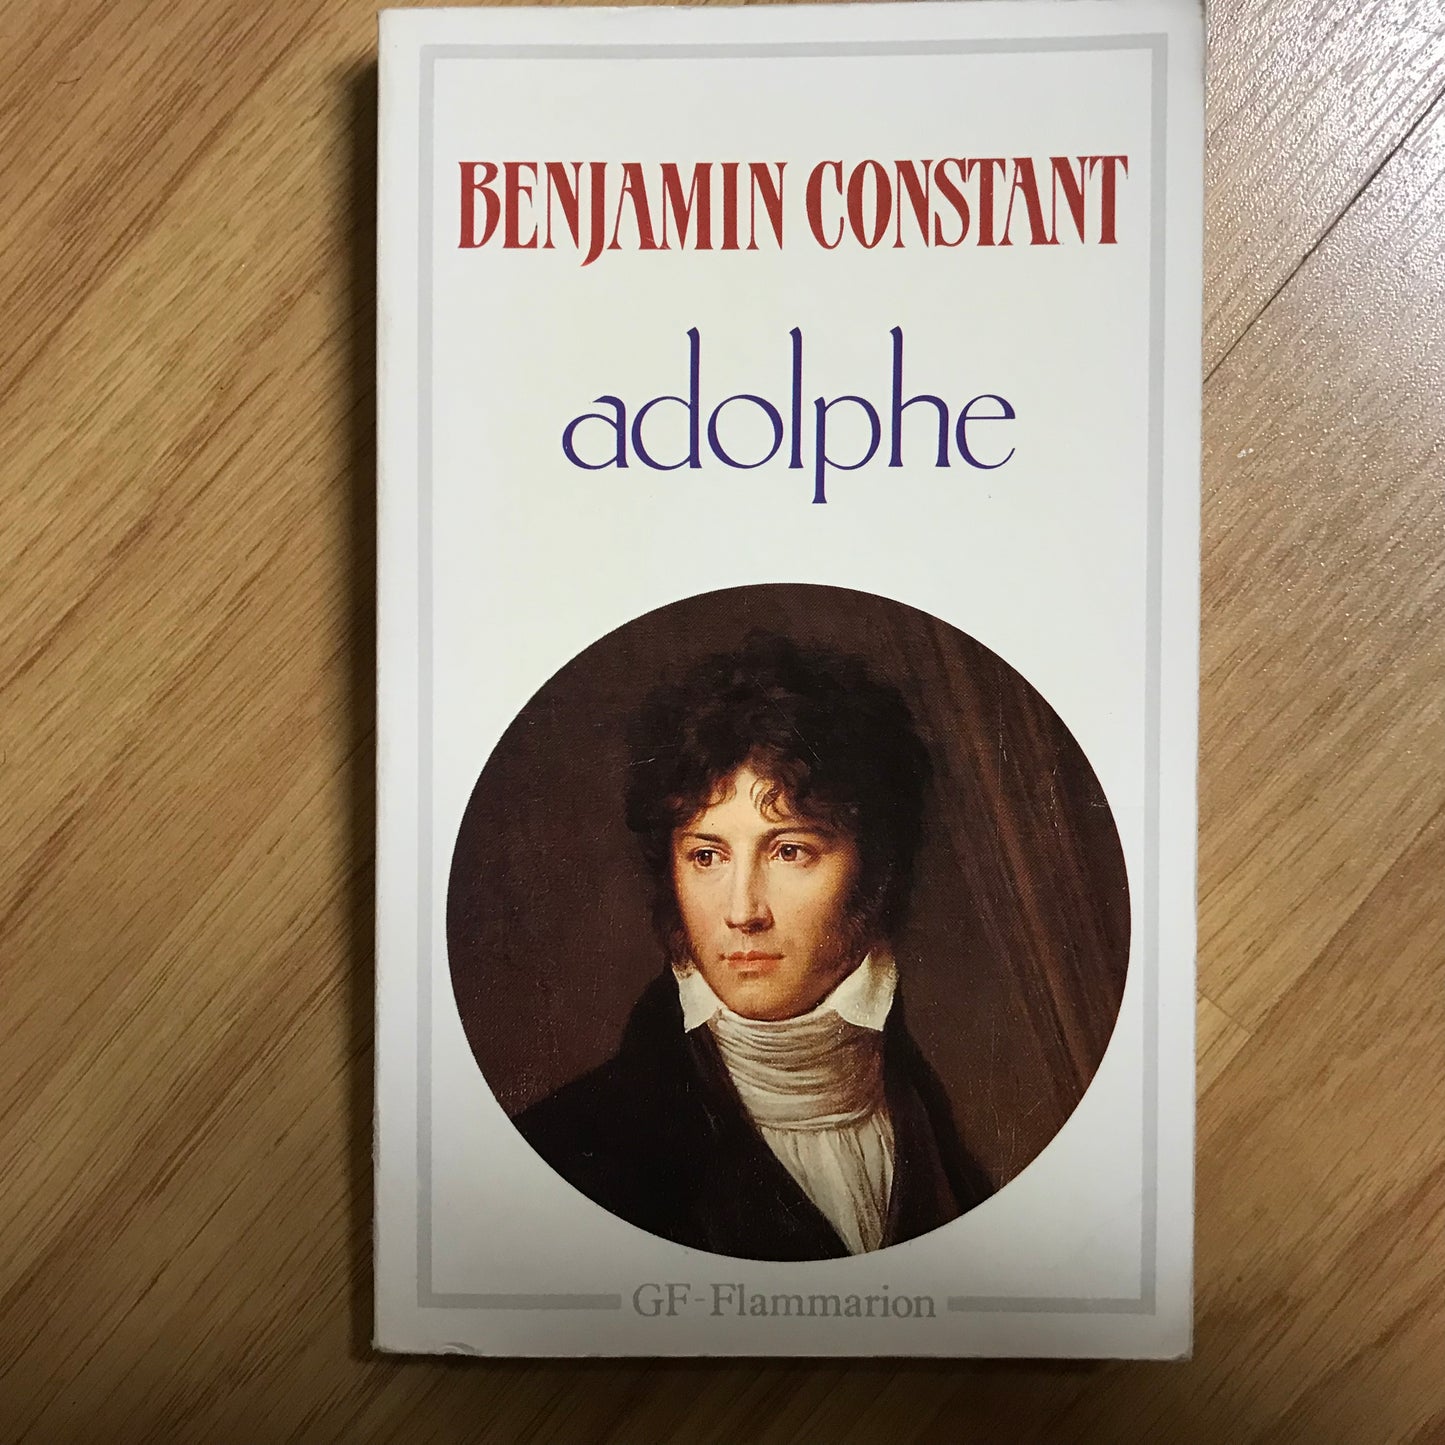 BENJAMIN CONSTANT
adolphe
GF-Flammarion